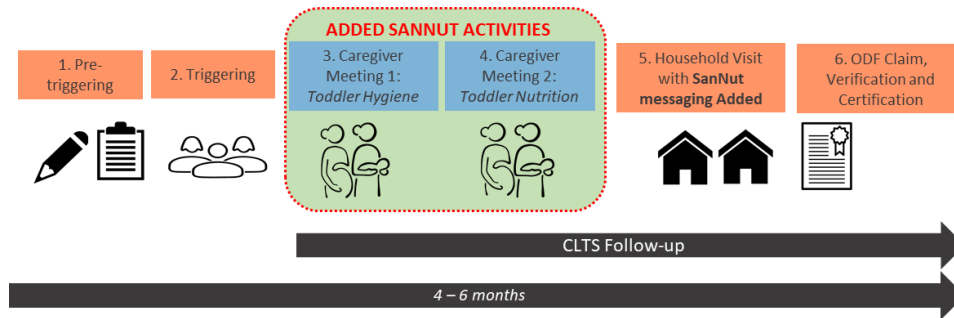 ADDED SANNUT ACTIVITIES
1. Pre-
triggering
2. Triggering
3. Caregiver
Meeting 1:
Toddler Hygiene
4. Caregiver
Meeting 2:
Toddler Nutrition
5. Household Visit
with SanNut
messaging Added
6. ODF Claim,
Verification and
Certification
CLTS Follow-up
4 – 6 months